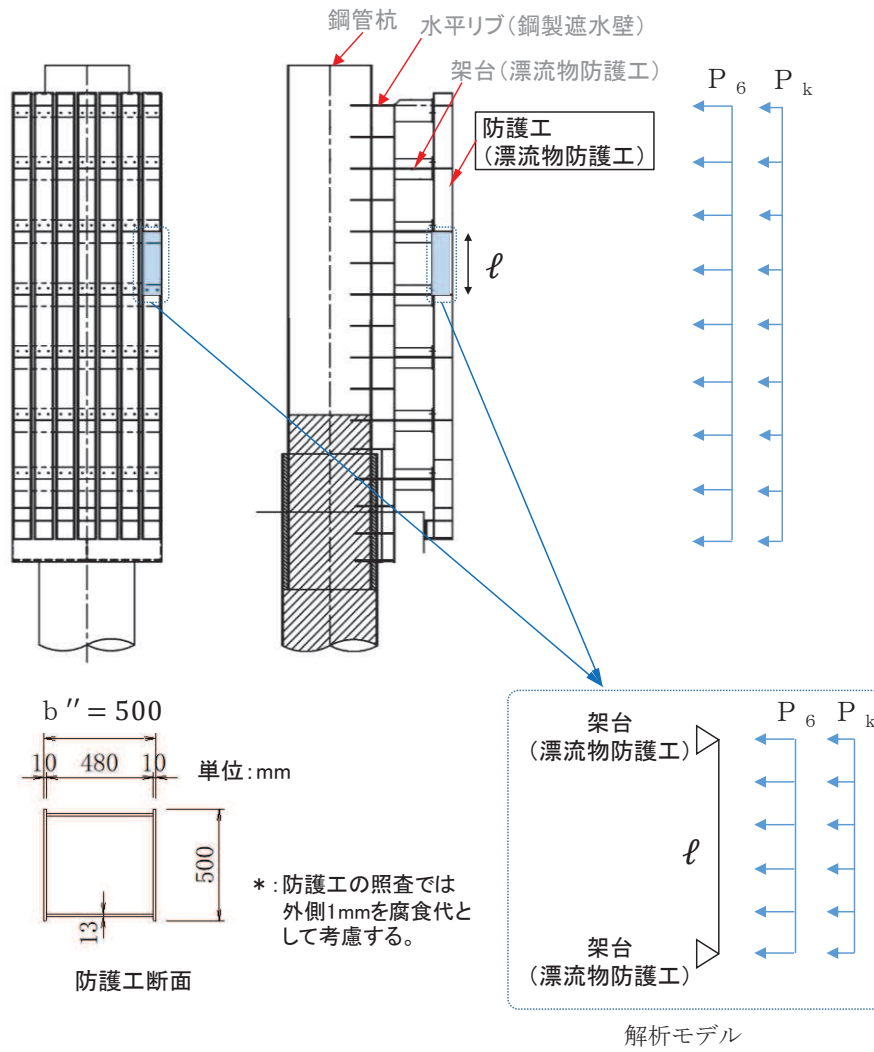 鋼管杭
水平リブ(鋼製遮水壁)
架台(漂流物防護工)
防護工
(漂流物防護工)
P 6
P k
ℓ
b″=500
10 480 10
単位:mm
500
13
*:防護工の照査では
外側1mmを腐食代と
して考慮する。
防護工断面
架台
(漂流物防護工)
P 6
P k
ℓ
架台
(漂流物防護工)
解析モデル